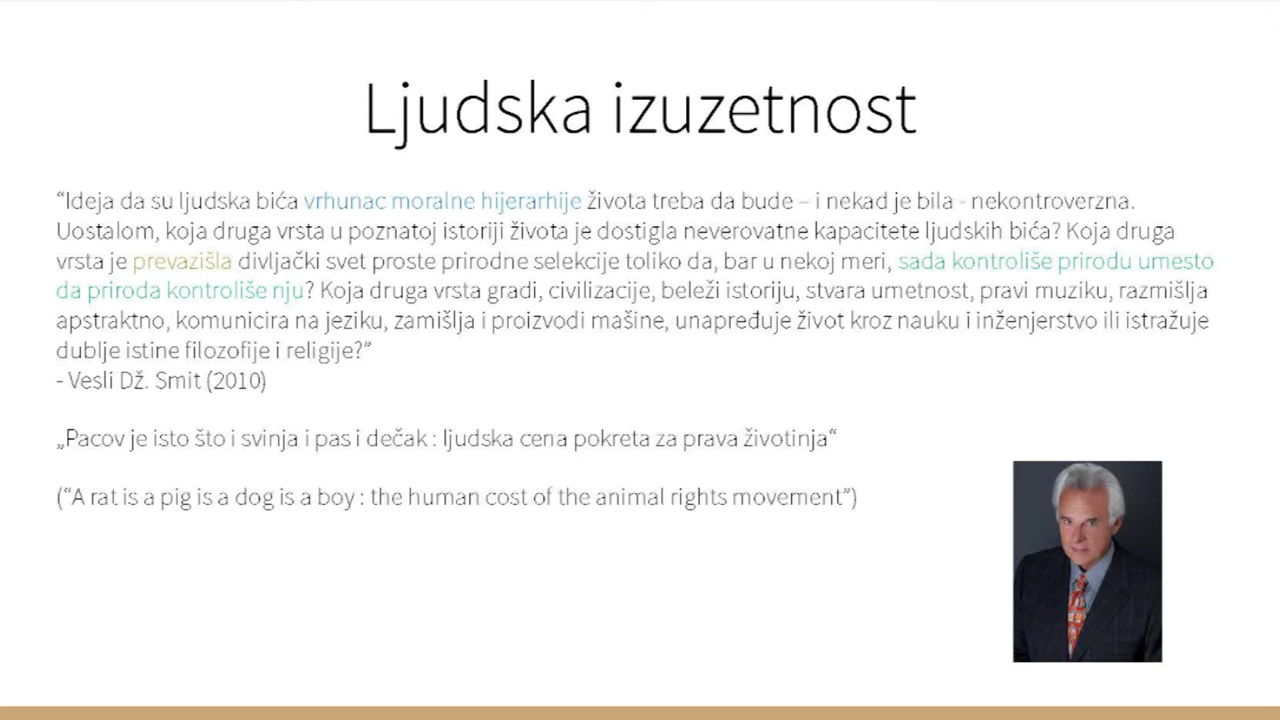 Ljudska izuzetnost
“Ideja da su ljudska bića vrhunac moralne hijerarhije života treba da bude – i nekad je bila - nekontroverzna.
Uostalom, koja druga vrsta u poznatoj istoriji života je dostigla neverovatne kapacitete ljudskih bića? Koja druga
vrsta je prevazišla divljački svet proste prirodne selekcije toliko da, bar u nekoj meri, sada kontroliše prirodu umesto
da priroda kontroliše nju? Koja druga vrsta gradi, civilizacije, beleži istoriju, stvara umetnost, pravi muziku, razmišlja
apstraktno, komunicira na jeziku, zamišlja i proizvodi mašine, unapređuje život kroz nauku i inženjerstvo ili istražuje
dublje istine filozofije i religije?”
- Vesli Dž. Smit (2010)
„Pacov je isto što i svinja i pas i dečak : ljudska cena pokreta za prava životinja“
(“A rat is a pig is a dog is a boy : the human cost of the animal rights movement”)